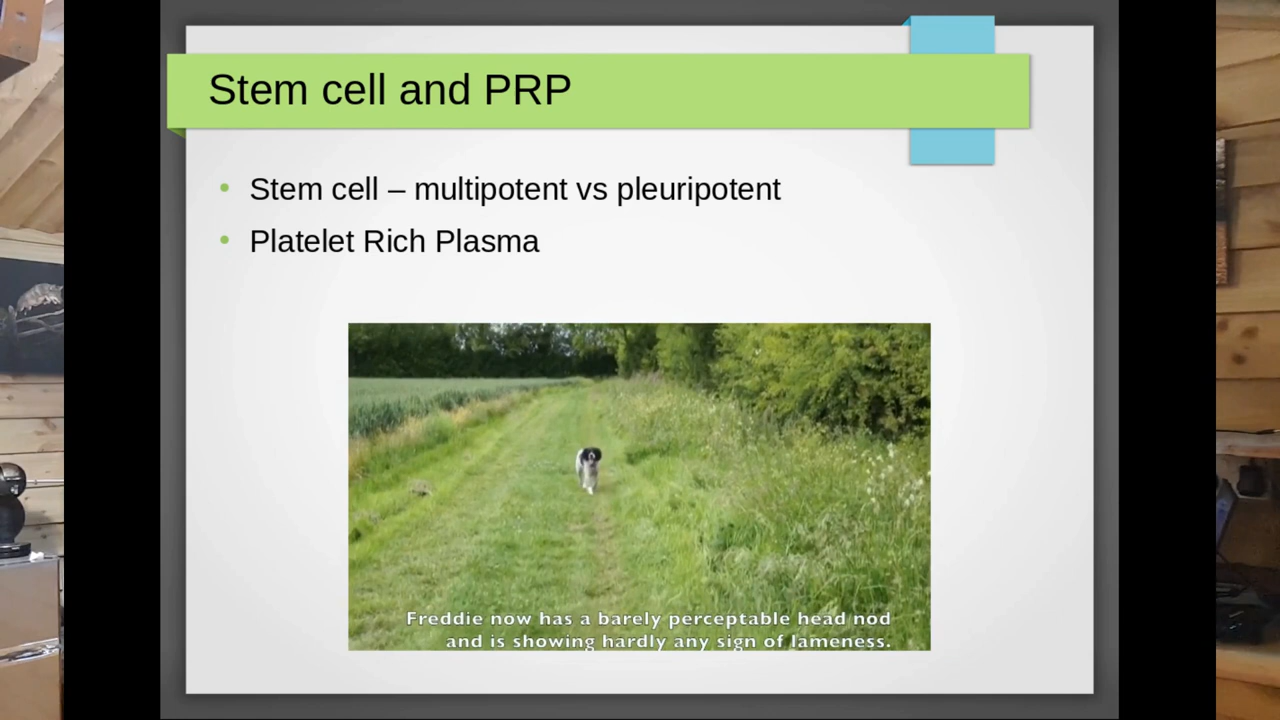 Stem cell and PRP
• Stem cell – multipotent vs pleuripotent
• Platelet Rich Plasma
Freddie now has a barely perceptable head nod
and is showing hardly any sign of lameness.